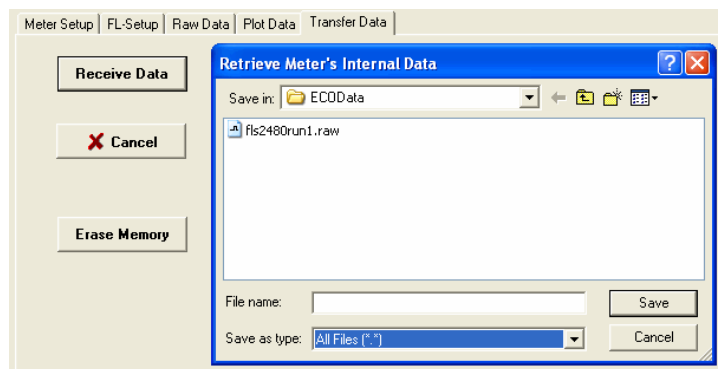 Meter Setup FL-Setup Raw Data Plot Data Transfer Data
Receive Data
Cancel
Erase Memory
Retrieve Meter's Internal Data
Save in: ECOData
fls2480run1.raw
File name: Save
Save as type: All Files (*.*) Cancel